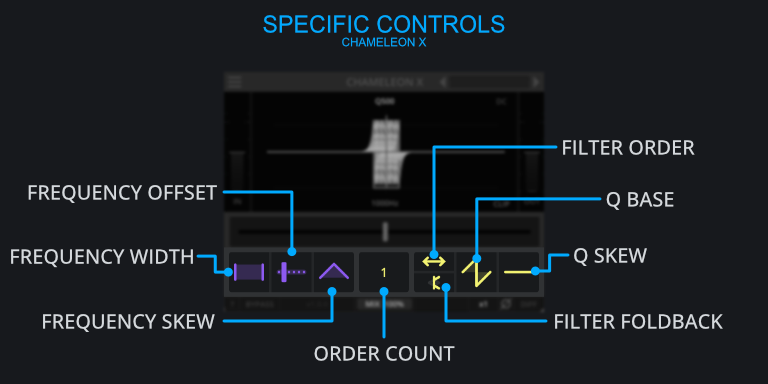 SPECIFIC CONTROLS
CHAMELEON X
CHAMELEON X
FILTER ORDER
FREQUENCY OFFSET
Q BASE
FREQUENCY WIDTH
Q SKEW
1
FREQUENCY SKEW
FILTER FOLDBACK
ORDER COUNT